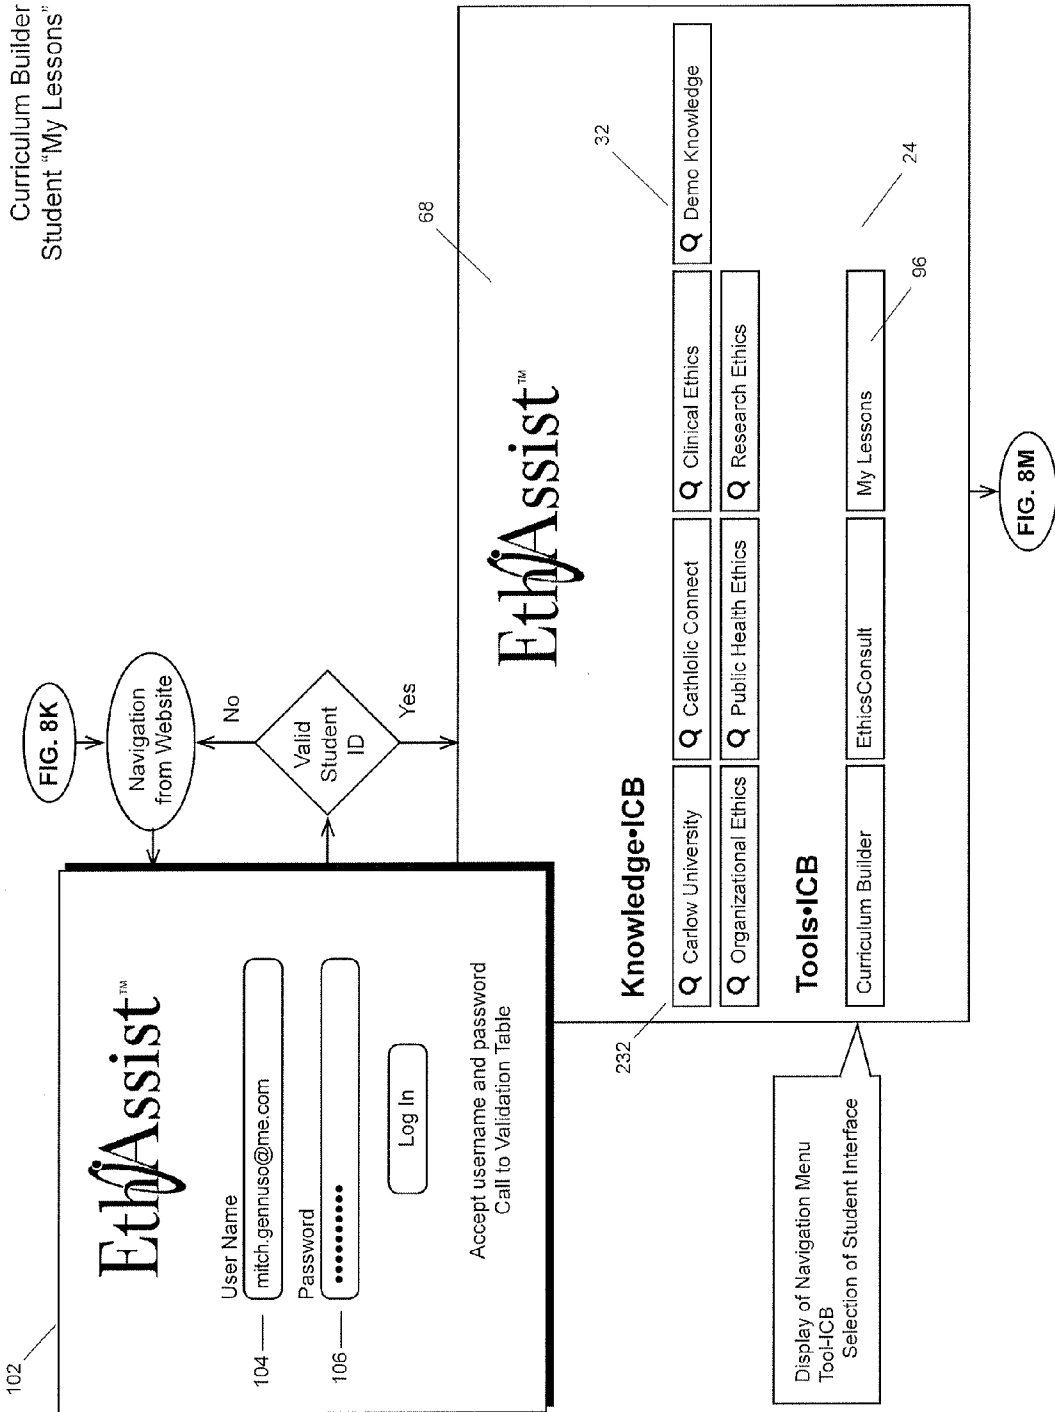 Curriculum Builder
Student “My Lessons”
FIG. 8K
Navigation
from Website
No
Valid
Student
ID
Yes
102
EthiAssist™
User Name
104
mitch.gennuso@me.com
Password
106
••••••••••
Log In
Accept username and password
Call to Validation Table
68
EthiAssist™
Knowledge•ICB
232
32
Carlow University
Cathlolic Connect
Clinical Ethics
Demo Knowledge
Organizational Ethics
Public Health Ethics
Research Ethics
Tools•ICB
24
Curriculum Builder
EthicsConsult
My Lessons
96
Display of Navigation Menu
Tool-ICB
Selection of Student Interface
FIG. 8M